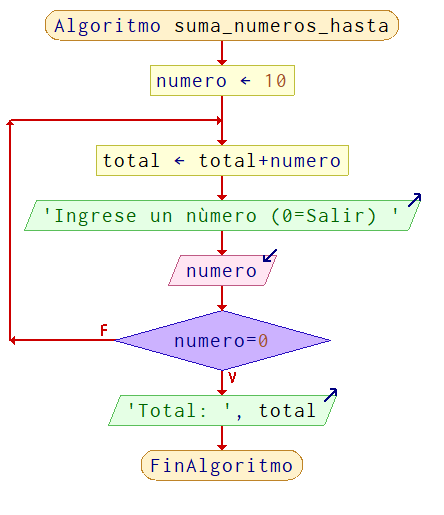 Algoritmo suma_numeros_hasta
numero ← 10
total ← total+numero
'Ingrese un nùmero (0=Salir) '
numero
numero=0
F
V
'Total: ', total
FinAlgoritmo